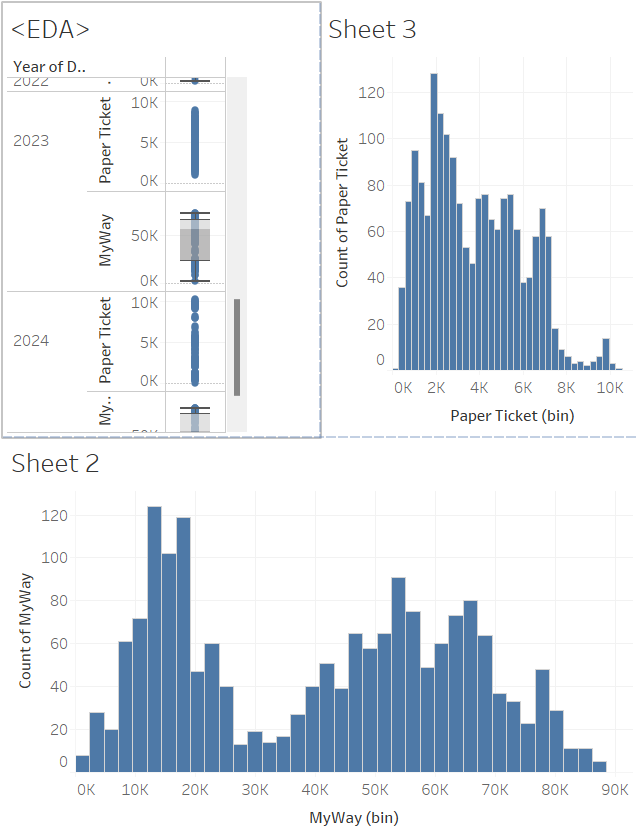 <EDA>
Year of D..
2022
0K
2023
Paper Ticket
10K
5K
0K
MyWay
50K
0K
2024
Paper Ticket
10K
5K
0K
My..
Sheet 3
Count of Paper Ticket
120
100
80
60
40
20
0
0K 2K 4K 6K 8K 10K
Paper Ticket (bin)
Sheet 2
Count of MyWay
120
100
80
60
40
20
0
0K 10K 20K 30K 40K 50K 60K 70K 80K 90K
MyWay (bin)